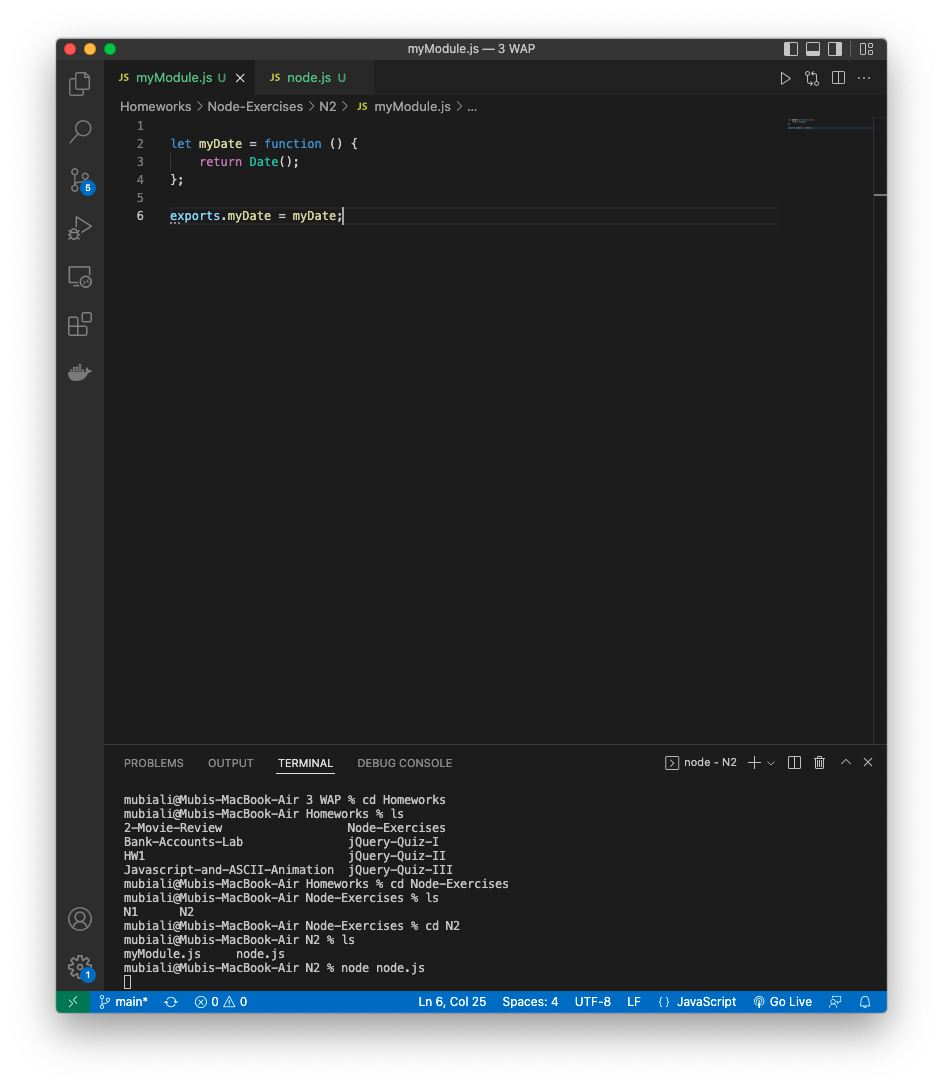 myModule.js — 3 WAP
JS myModule.js U
JS node.js U
Homeworks > Node-Exercises > N2 > JS myModule.js > ...
1
2 let myDate = function () {
3 return Date();
4 };
5
6 exports.myDate = myDate;
5
1
PROBLEMS OUTPUT TERMINAL DEBUG CONSOLE
node - N2
mubiali@Mubis-MacBook-Air 3 WAP % cd Homeworks
mubiali@Mubis-MacBook-Air Homeworks % ls
2-Movie-Review Node-Exercises
Bank-Accounts-Lab jQuery-Quiz-I
HW1 jQuery-Quiz-II
Javascript-and-ASCII-Animation jQuery-Quiz-III
mubiali@Mubis-MacBook-Air Homeworks % cd Node-Exercises
mubiali@Mubis-MacBook-Air Node-Exercises % ls
N1 N2
mubiali@Mubis-MacBook-Air Node-Exercises % cd N2
mubiali@Mubis-MacBook-Air N2 % ls
myModule.js node.js
mubiali@Mubis-MacBook-Air N2 % node node.js
main* 0 0 Ln 6, Col 25 Spaces: 4 UTF-8 LF {} JavaScript Go Live